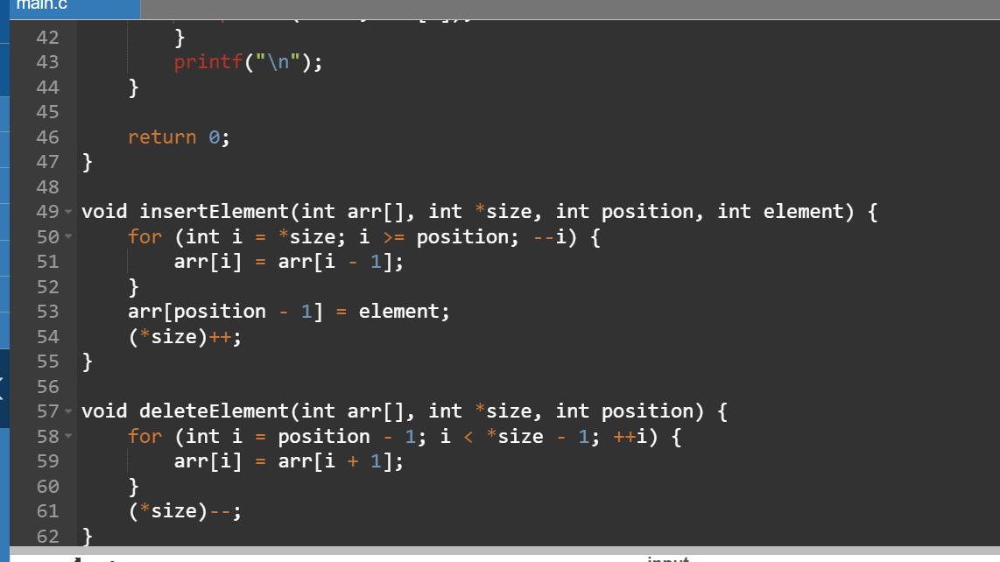 main.c
42 }
43 printf("\n");
44 }
45
46 return 0;
47 }
48
49 void insertElement(int arr[], int *size, int position, int element) {
50 for (int i = *size; i >= position; --i) {
51 arr[i] = arr[i - 1];
52 }
53 arr[position - 1] = element;
54 (*size)++;
55 }
56
57 void deleteElement(int arr[], int *size, int position) {
58 for (int i = position - 1; i < *size - 1; ++i) {
59 arr[i] = arr[i + 1];
60 }
61 (*size)--;
62 }
input